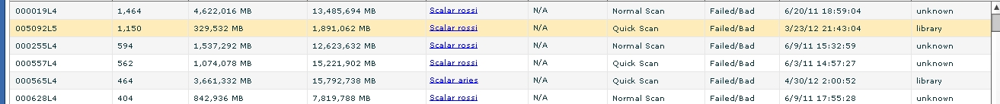 000019L4 1,464 4,622,016 MB 13,485,694 MB Scalar rossi N/A Normal Scan Failed/Bad 6/20/11 18:59:04 unknown
005092L5 1,150 329,532 MB 1,891,062 MB Scalar rossi N/A Quick Scan Failed/Bad 3/23/12 21:43:04 library
000255L4 594 1,537,292 MB 12,623,632 MB Scalar rossi N/A Normal Scan Failed/Bad 6/9/11 15:32:59 unknown
000557L4 562 1,074,078 MB 15,221,902 MB Scalar rossi N/A Quick Scan Failed/Bad 6/3/11 14:57:27 unknown
000565L4 464 3,661,332 MB 15,792,738 MB Scalar aries N/A Quick Scan Failed/Bad 4/30/12 2:00:52 library
000628L4 404 842,936 MB 7,819,788 MB Scalar rossi N/A Normal Scan Failed/Bad 6/9/11 17:55:28 unknown